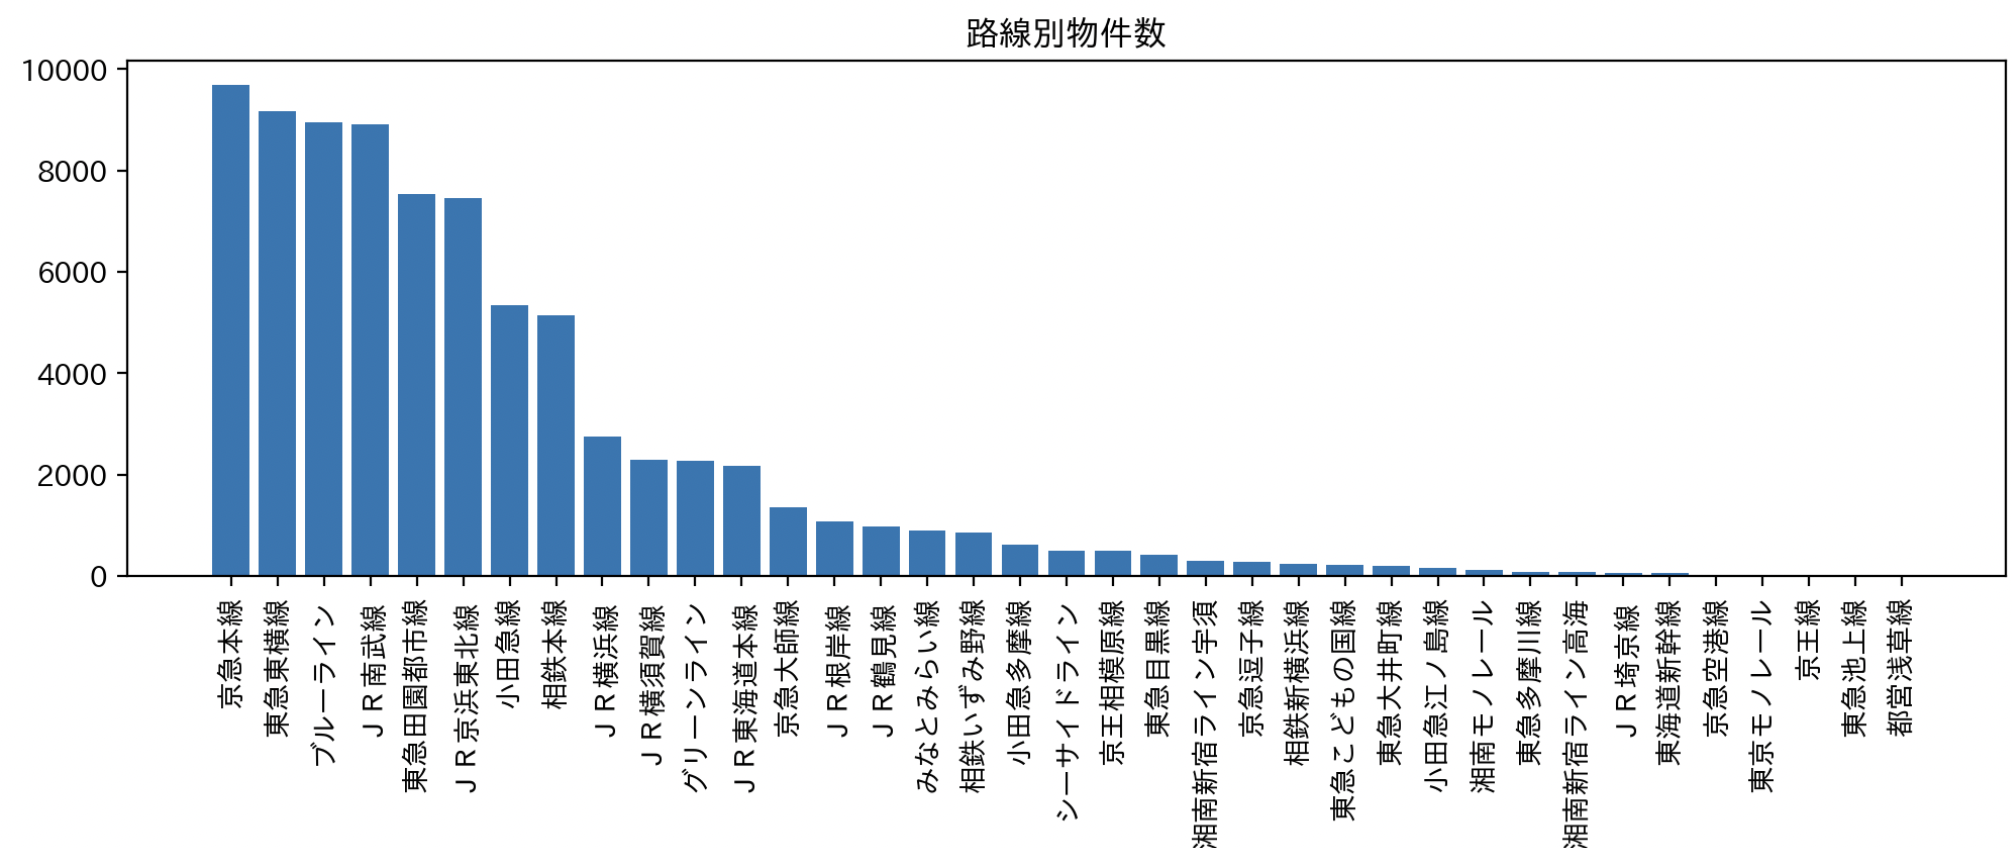 路線別物件数
10000
8000
6000
4000
2000
0
京急本線
東急東横線
ブルーライン
ＪＲ南武線
東急田園都市線
ＪＲ京浜東北線
小田急線
相鉄本線
ＪＲ横浜線
ＪＲ横須賀線
グリーンライン
ＪＲ東海道本線
京急大師線
ＪＲ根岸線
ＪＲ鶴見線
みなとみらい線
相鉄いずみ野線
小田急多摩線
シーサイドライン
京王相模原線
東急目黒線
湘南新宿ライン宇須
京急逗子線
相鉄新横浜線
東急こどもの国線
東急大井町線
小田急江ノ島線
湘南モノレール
東急多摩川線
湘南新宿ライン高海
ＪＲ埼京線
東海道新幹線
京急空港線
東京モノレール
京王線
東急池上線
都営浅草線